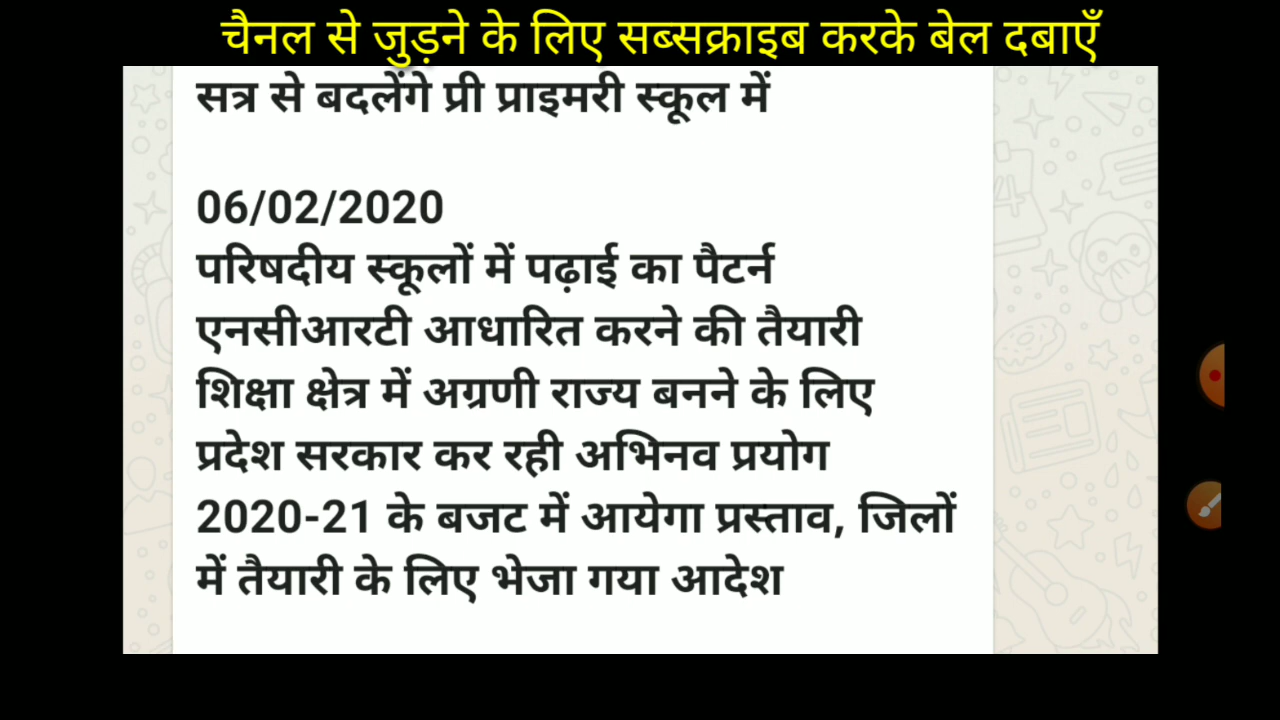 चैनल से जुड़ने के लिए सब्सक्राइब करके बेल दबाएँ
सत्र से बदलेंगे प्री प्राइमरी स्कूल में
06/02/2020
परिषदीय स्कूलों में पढ़ाई का पैटर्न
एनसीआरटी आधारित करने की तैयारी
शिक्षा क्षेत्र में अग्रणी राज्य बनने के लिए
प्रदेश सरकार कर रही अभिनव प्रयोग
2020-21 के बजट में आयेगा प्रस्ताव, जिलों
में तैयारी के लिए भेजा गया आदेश